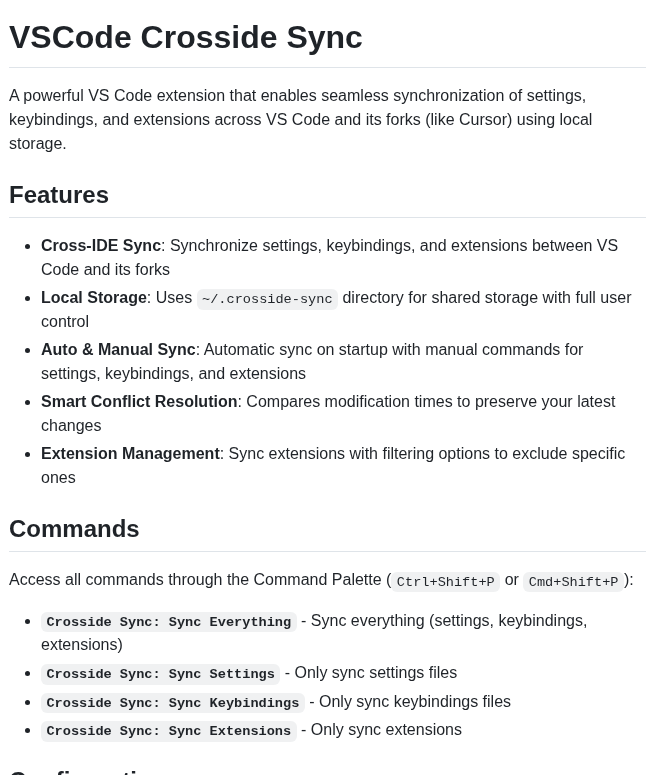 VSCode Crosside Sync
A powerful VS Code extension that enables seamless synchronization of settings,
keybindings, and extensions across VS Code and its forks (like Cursor) using local
storage.
Features
Cross-IDE Sync: Synchronize settings, keybindings, and extensions between VS
Code and its forks
Local Storage: Uses ~/.crosside-sync directory for shared storage with full user
control
Auto & Manual Sync: Automatic sync on startup with manual commands for
settings, keybindings, and extensions
Smart Conflict Resolution: Compares modification times to preserve your latest
changes
Extension Management: Sync extensions with filtering options to exclude specific
ones
Commands
Access all commands through the Command Palette (Ctrl+Shift+P or Cmd+Shift+P):
Crosside Sync: Sync Everything - Sync everything (settings, keybindings,
extensions)
Crosside Sync: Sync Settings - Only sync settings files
Crosside Sync: Sync Keybindings - Only sync keybindings files
Crosside Sync: Sync Extensions - Only sync extensions